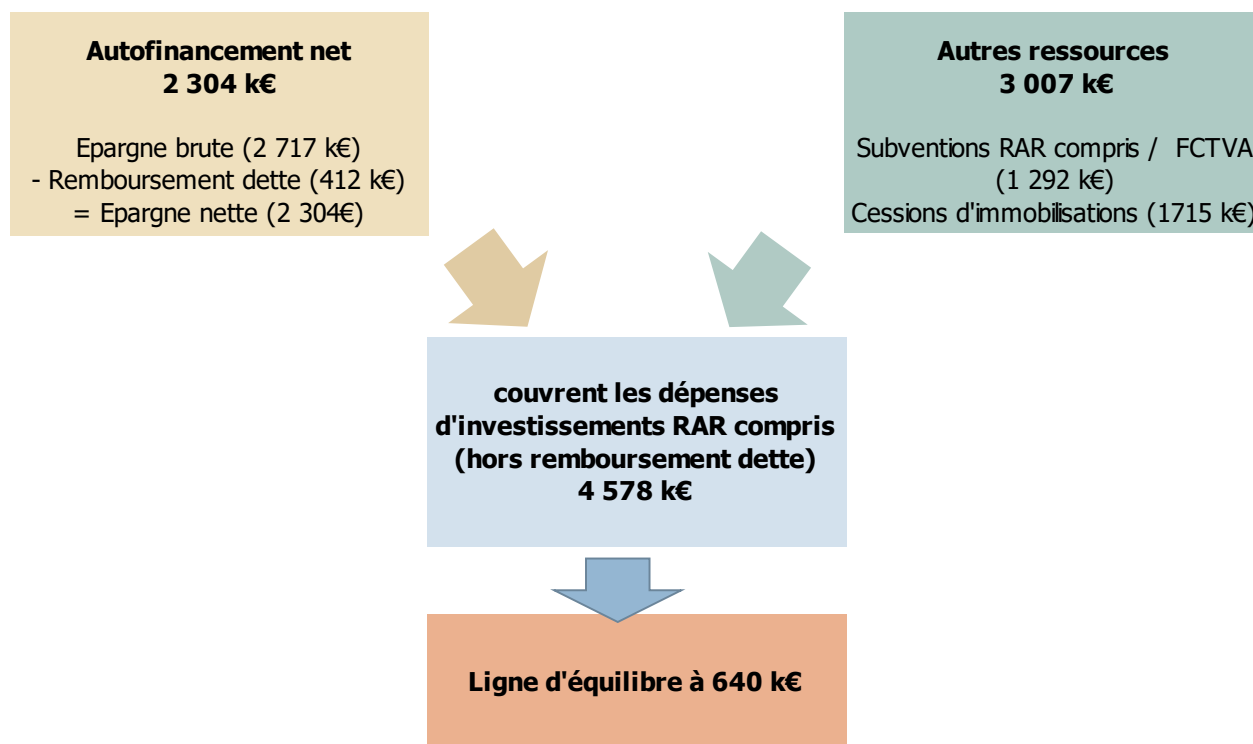 Autofinancement net
2 304 k€
Epargne brute (2 717 k€)
- Remboursement dette (412 k€)
= Epargne nette (2 304€)
Autres ressources
3 007 k€
Subventions RAR compris /  FCTVA
(1 292 k€)
Cessions d'immobilisations (1715 k€)
couvrent les dépenses
d'investissements RAR compris
(hors remboursement dette)
4 578 k€
Ligne d'équilibre à 640 k€